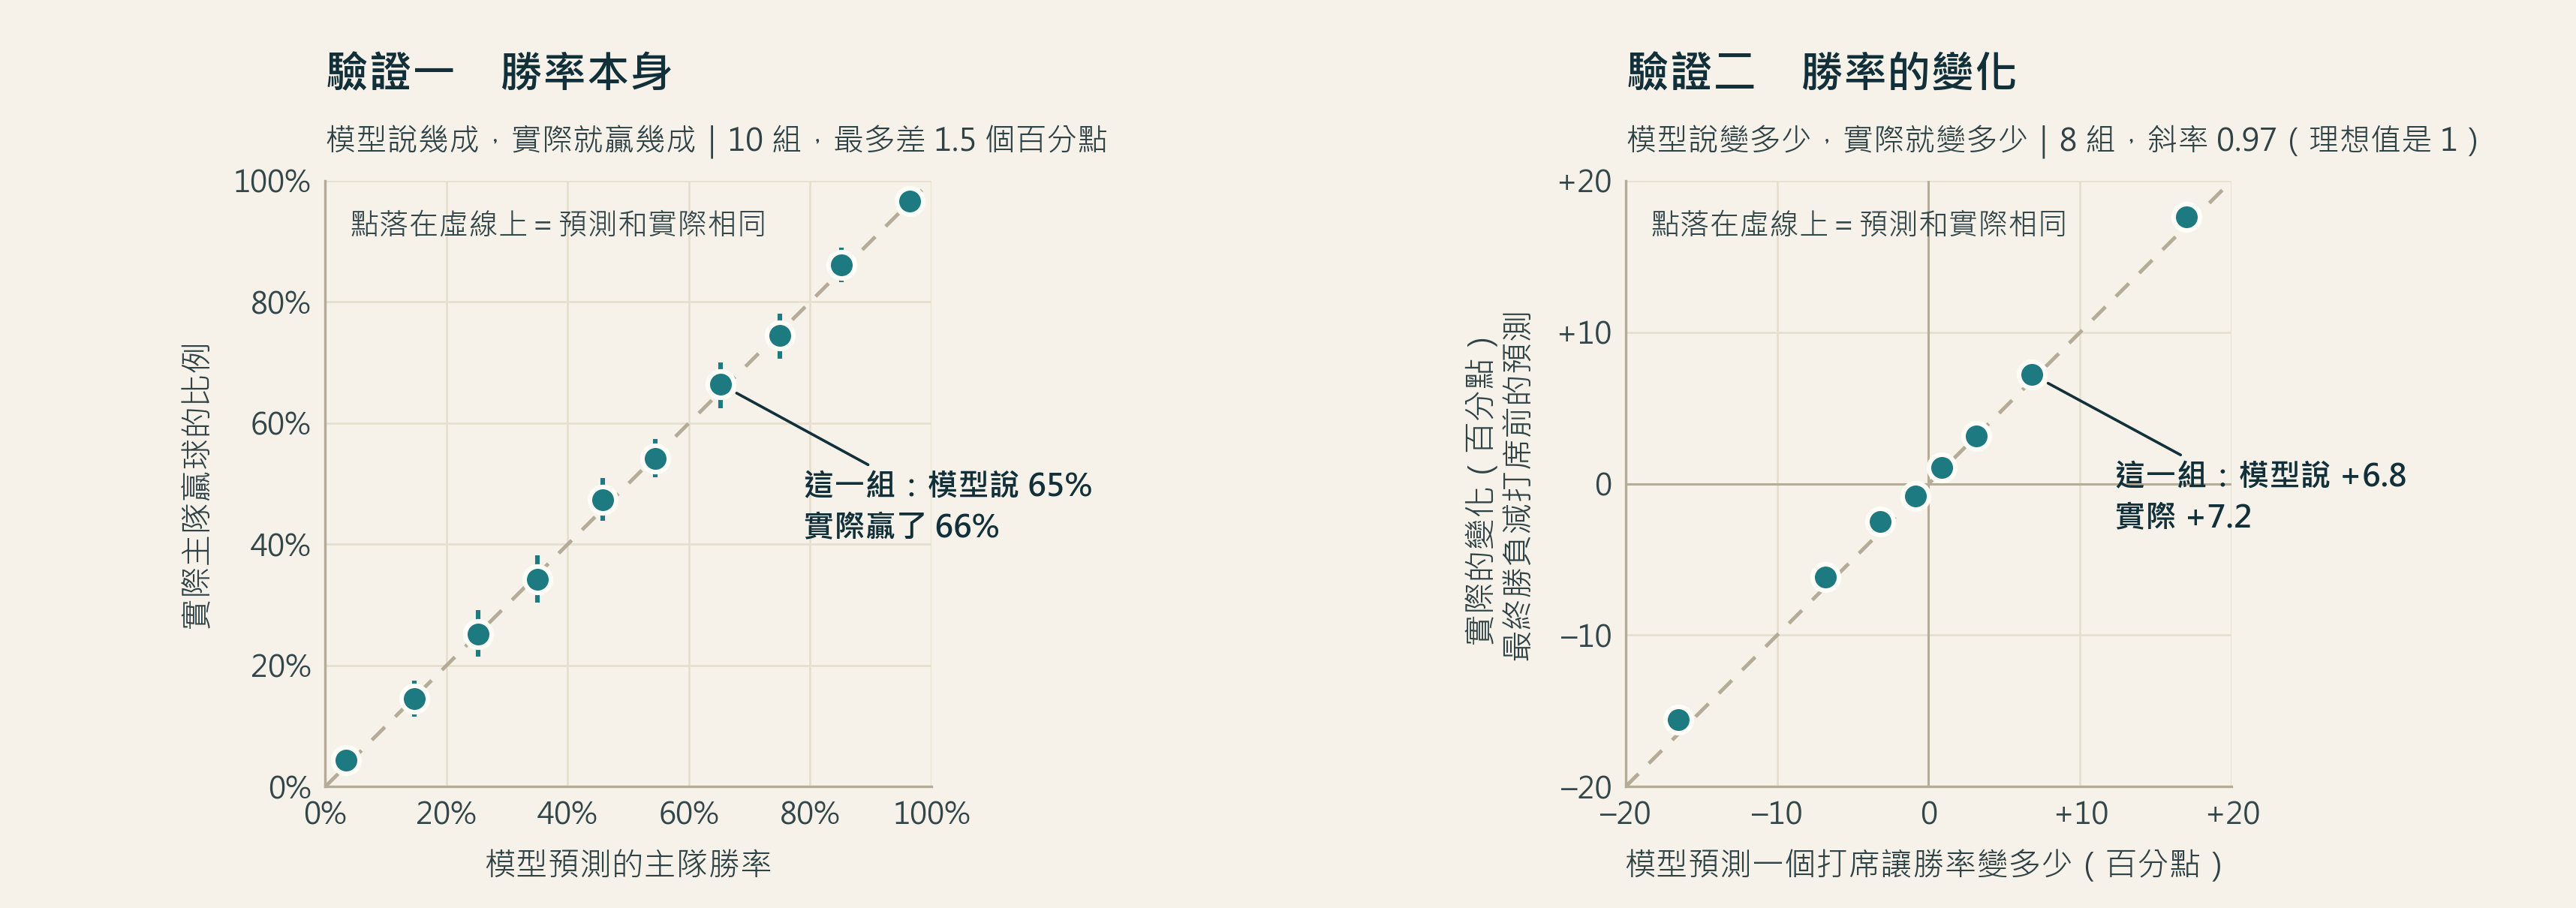 驗證一　勝率本身
模型說幾成，實際就贏幾成 | 10 組，最多差 1.5 個百分點
點落在虛線上 = 預測和實際相同
100%
80%
60%
40%
20%
0%
實際主隊贏球的比例
這一組：模型說 65%
實際贏了 66%
0%
20%
40%
60%
80%
100%
模型預測的主隊勝率
驗證二　勝率的變化
模型說變多少，實際就變多少 | 8 組，斜率 0.97（理想值是 1）
點落在虛線上 = 預測和實際相同
+20
+10
0
−10
−20
實際的變化（百分點）
最終勝負減打席前的預測
這一組：模型說 +6.8
實際 +7.2
−20
−10
0
+10
+20
模型預測一個打席讓勝率變多少（百分點）